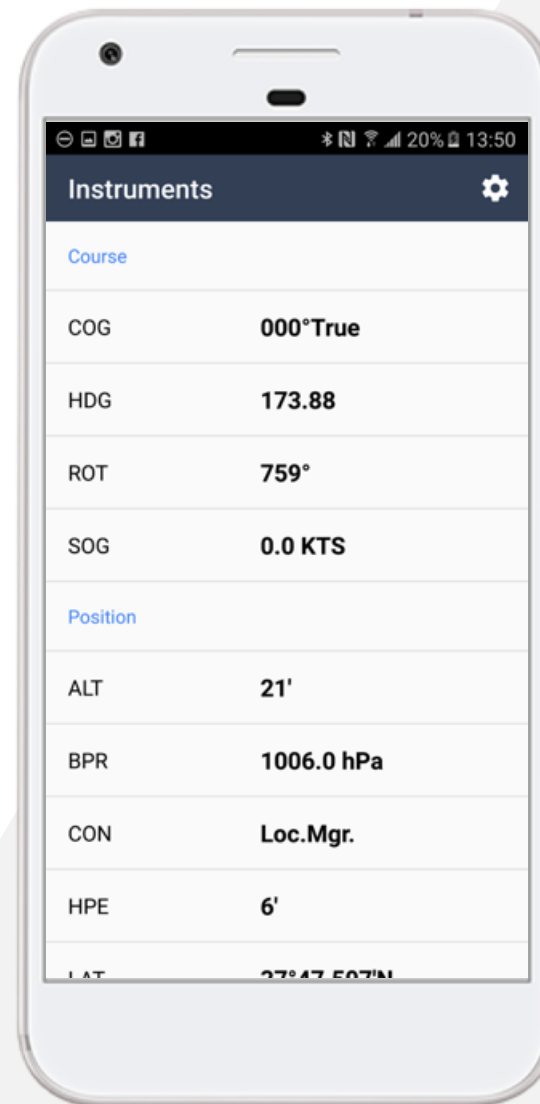 20% 13:50
Instruments
Course
COG 000°True
HDG 173.88
ROT 759°
SOG 0.0 KTS
Position
ALT 21'
BPR 1006.0 hPa
CON Loc.Mgr.
HPE 6'
LAT